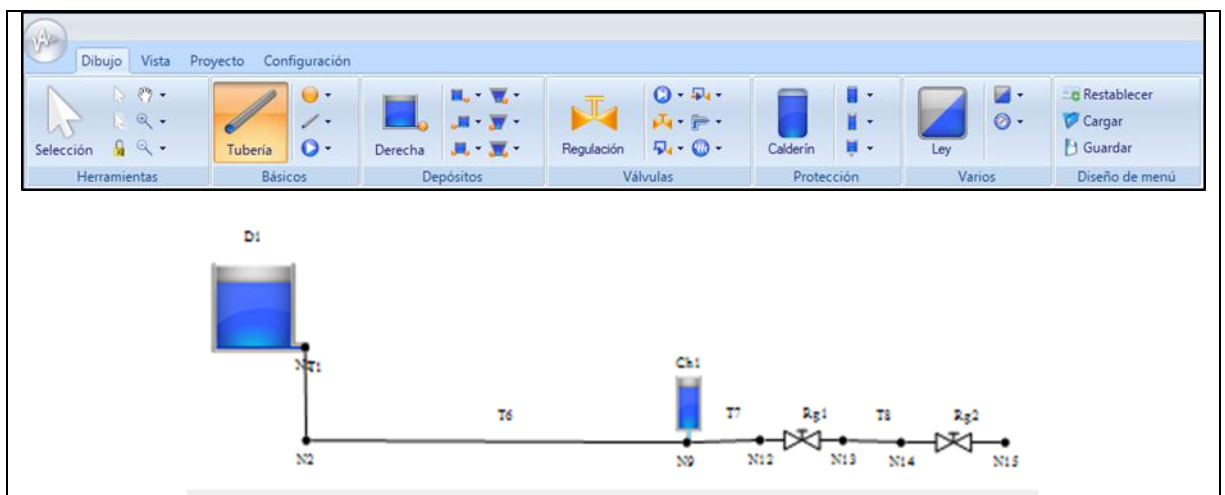 Dibujo Vista Proyecto Configuración
Selección Tubería Derecha Regulación Calderín Ley Restablecer
Cargar
Guardar
Herramientas Básicos Depósitos Válvulas Protección Varios Diseño de menú
D1
T1
Ch1
T6 T7 Rg1 T8 Rg2
N2 N9 N12 N13 N14 N15